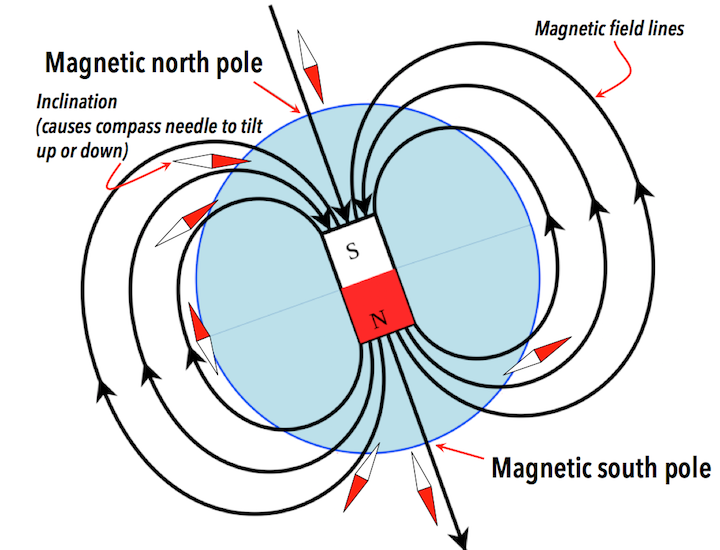 Magnetic field lines
Magnetic north pole
Inclination
(causes compass needle to tilt
up or down)
S
N
Magnetic south pole